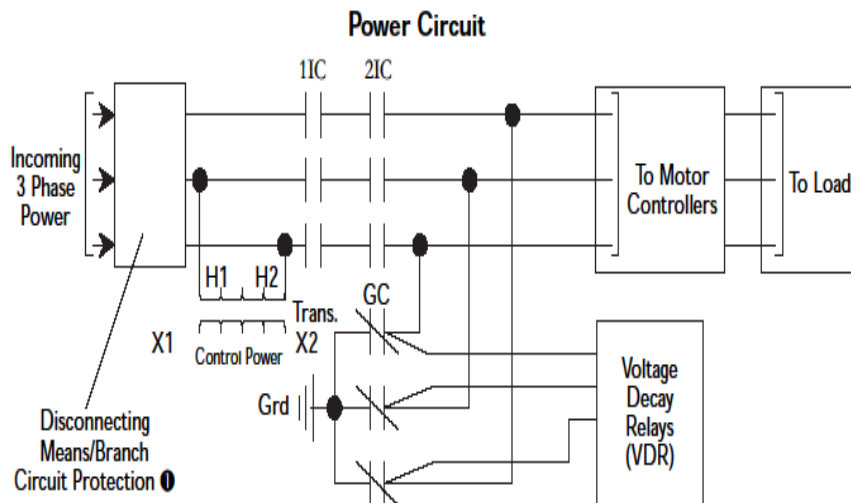 Power Circuit
1IC 2IC
Incoming
3 Phase
Power
To Motor
Controllers
To Load
H1 H2
Trans.
X1 X2
Control Power
GC
Grd
Voltage
Decay
Relays
(VDR)
Disconnecting
Means/Branch
Circuit Protection ❶